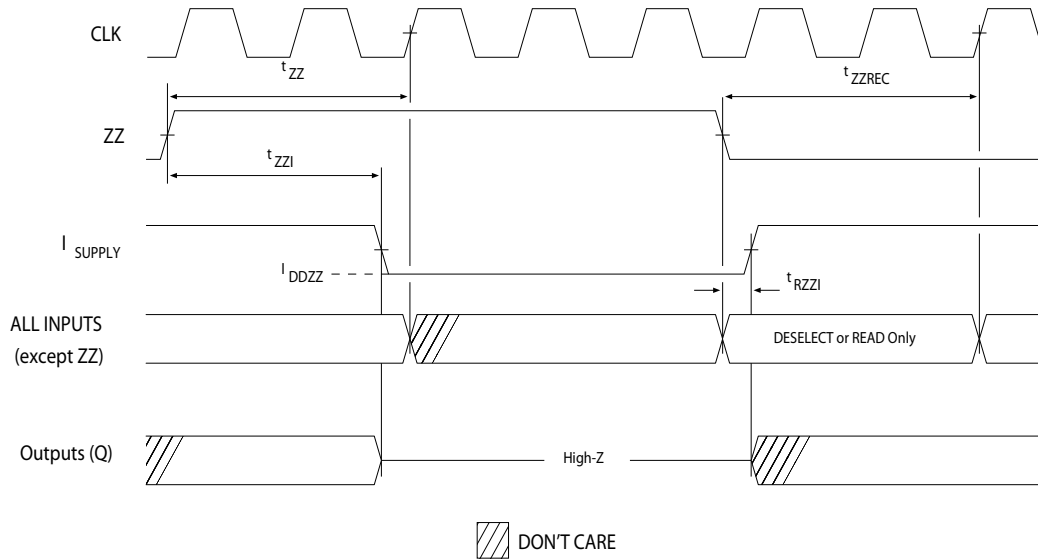 CLK
t ZZ
t ZZREC
ZZ
t ZZI
I SUPPLY
I DDZZ
t RZZI
ALL INPUTS
(except ZZ)
DESELECT or READ Only
Outputs (Q)
High-Z
DON'T CARE